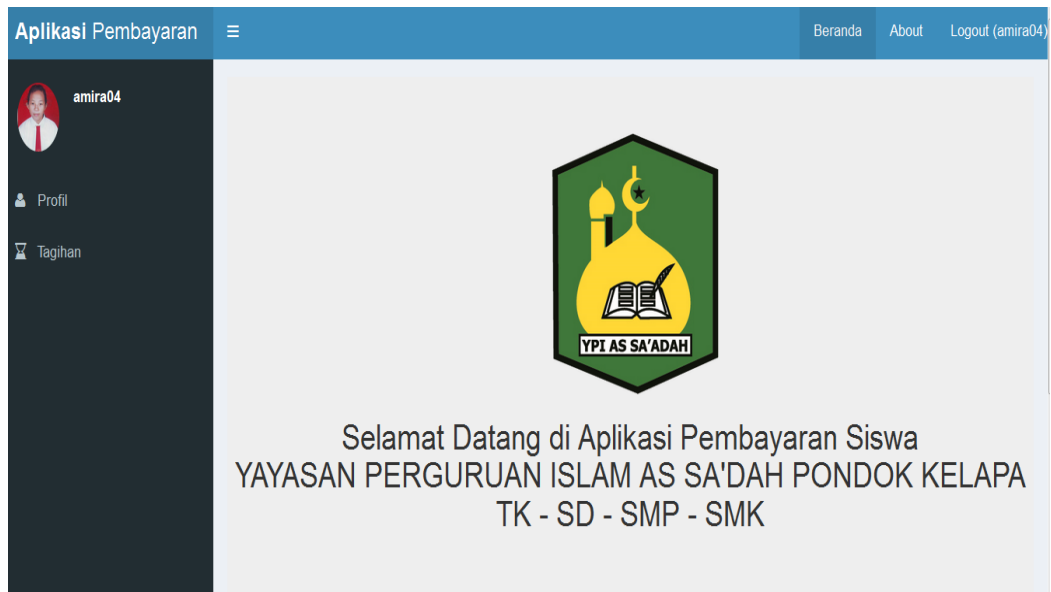 Aplikasi Pembayaran
Beranda About Logout (amira04)
amira04
Profil
Tagihan
YPI AS SA'ADAH
Selamat Datang di Aplikasi Pembayaran Siswa
YAYASAN PERGURUAN ISLAM AS SA'DAH PONDOK KELAPA
TK - SD - SMP - SMK